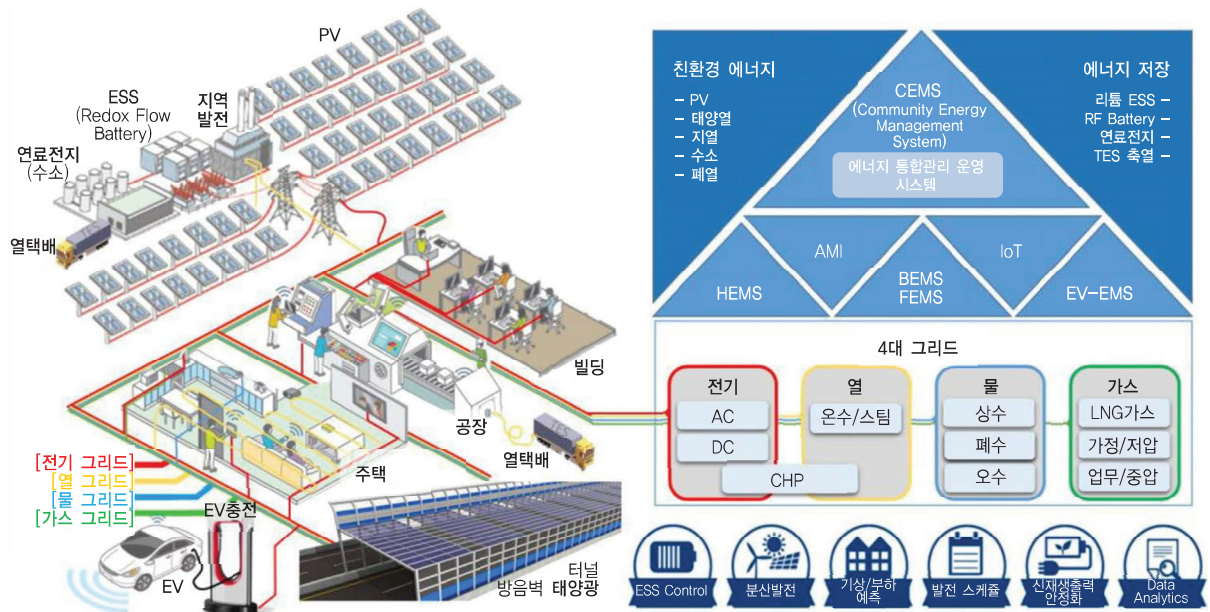 PV
ESS
(Redox Flow
Battery)
지역
발전
연료전지
(수소)
열택배
빌딩
공장
TES
열택배
주택
[전기 그리드]
[열 그리드]
[물 그리드]
[가스 그리드]
EV충전
EV
터널
방음벽 태양광
친환경 에너지
– PV
– 태양열
– 지열
– 수소
– 폐열
에너지 저장
리튬 ESS –
RF Battery –
연료전지 –
TES 축열 –
CEMS
(Community Energy
Management
System)
에너지 통합관리 운영
시스템
AMI
IoT
HEMS
BEMS
FEMS
EV–EMS
4대 그리드
전기
AC
DC
CHP
열
온수/스팀
물
상수
폐수
오수
가스
LNG가스
가정/저압
업무/중압
ESS Control
분산발전
기상/부하
예측
발전 스케줄
신재생출력
안정화
Data
Analytics